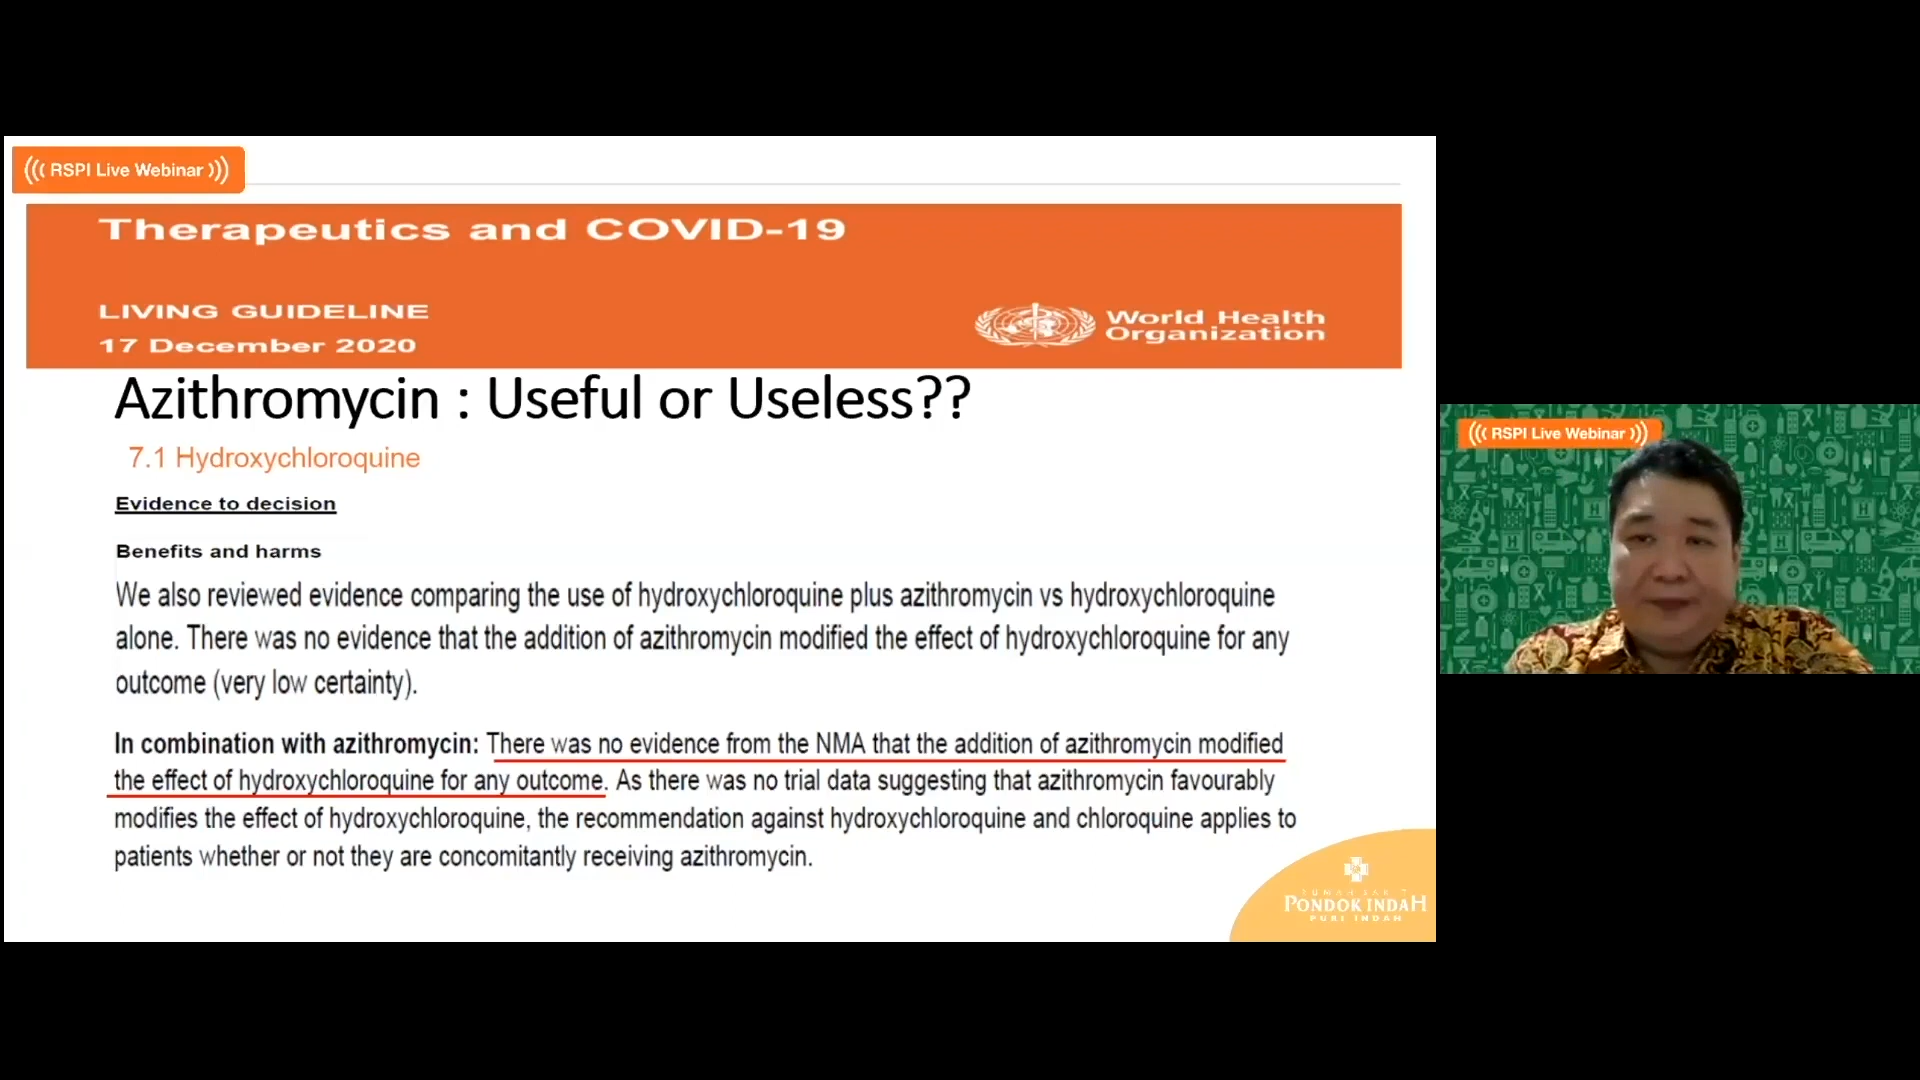 ((( RSPI Live Webinar )))
Therapeutics and COVID-19
LIVING GUIDELINE
17 December 2020
World Health
Organization
Azithromycin : Useful or Useless??
7.1 Hydroxychloroquine
Evidence to decision
Benefits and harms
We also reviewed evidence comparing the use of hydroxychloroquine plus azithromycin vs hydroxychloroquine
alone. There was no evidence that the addition of azithromycin modified the effect of hydroxychloroquine for any
outcome (very low certainty).
In combination with azithromycin: There was no evidence from the NMA that the addition of azithromycin modified
the effect of hydroxychloroquine for any outcome. As there was no trial data suggesting that azithromycin favourably
modifies the effect of hydroxychloroquine, the recommendation against hydroxychloroquine and chloroquine applies to
patients whether or not they are concomitantly receiving azithromycin.
PONDOK INDAH
PURI INDAH
((( RSPI Live Webinar )))